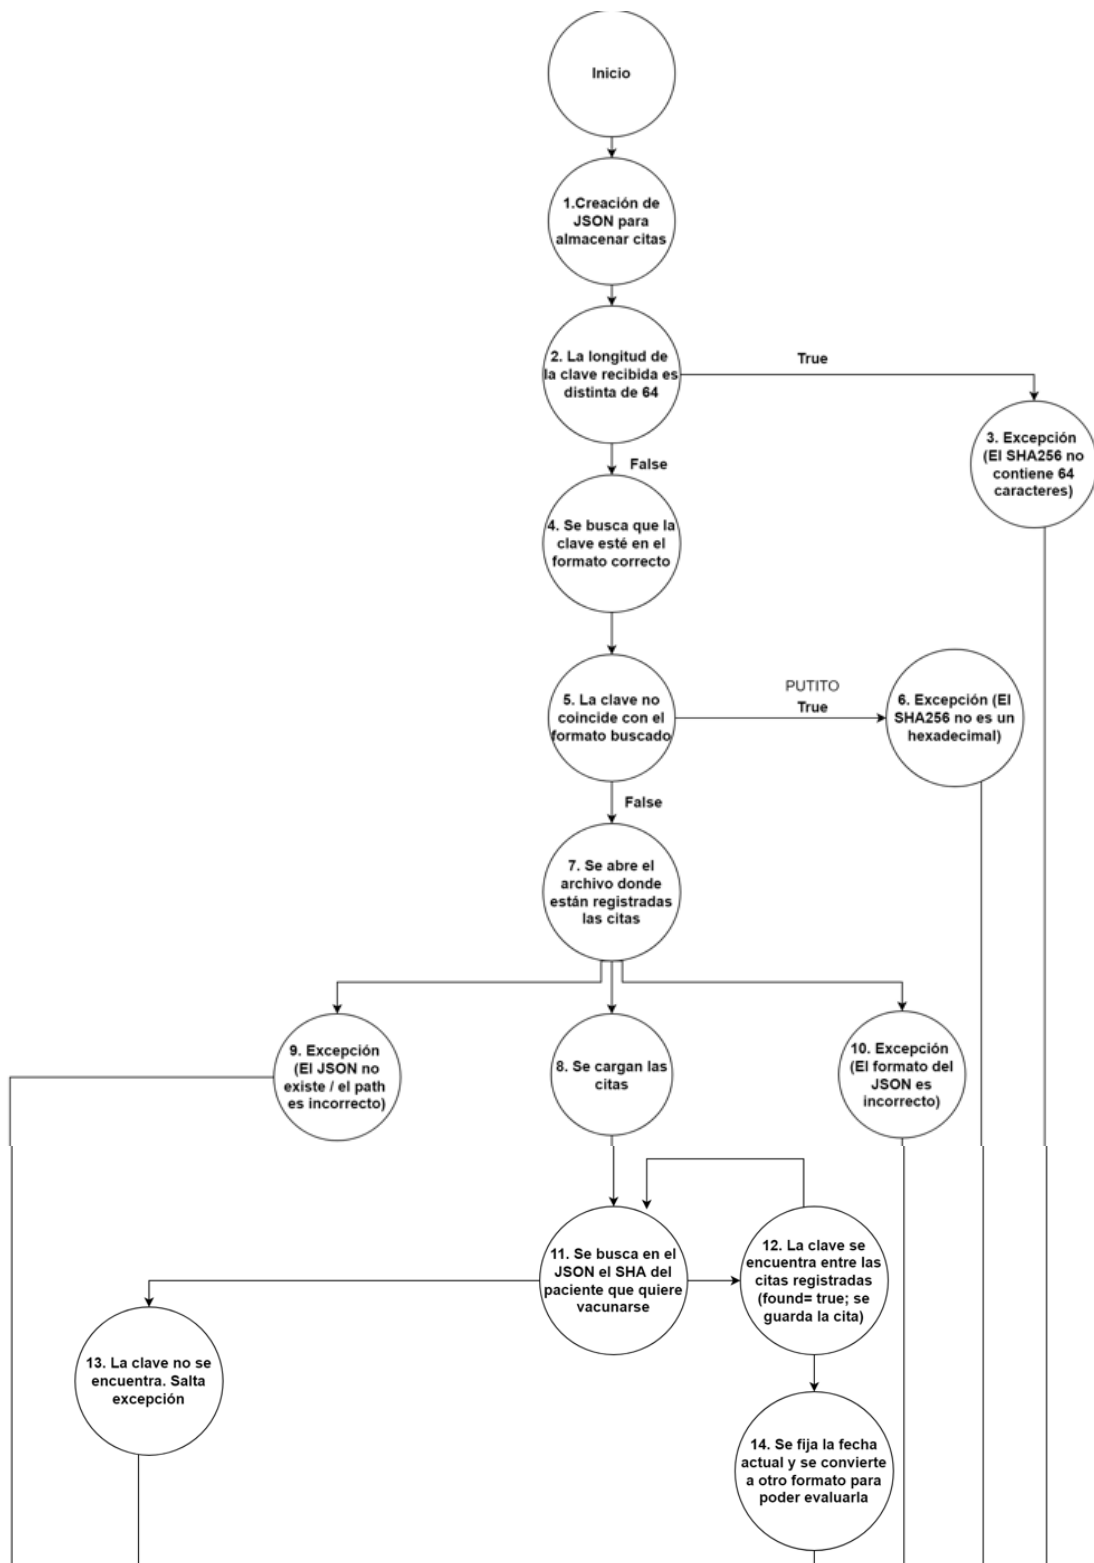 Inicio
1.Creación de
JSON para
almacenar citas
2. La longitud de
la clave recibida es
distinta de 64
True
3. Excepción
(El SHA256 no
contiene 64
caracteres)
False
4. Se busca que la
clave esté en el
formato correcto
5. La clave no
coincide con el
formato buscado
PUTITO
True
6. Excepción (El
SHA256 no es un
hexadecimal)
False
7. Se abre el
archivo donde
están registradas
las citas
9. Excepción
(El JSON no
existe / el path
es incorrecto)
8. Se cargan las
citas
10. Excepción
(El formato del
JSON es
incorrecto)
11. Se busca en el
JSON el SHA del
paciente que quiere
vacunarse
12. La clave se
encuentra entre las
citas registradas
(found= true; se
guarda la cita)
13. La clave no se
encuentra. Salta
excepción
14. Se fija la fecha
actual y se convierte
a otro formato para
poder evaluarla